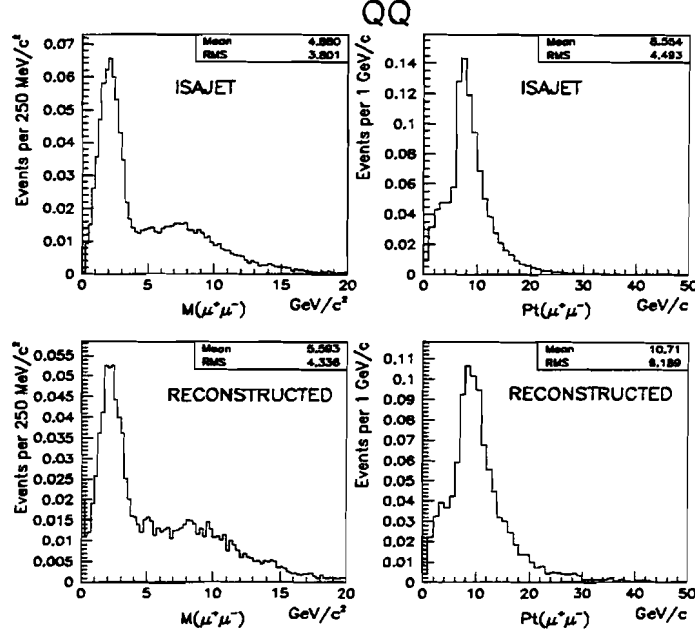 QQ
Mean 4.880
RMS 3.801
ISAJET
Events per 250 MeV/c²
0.07
0.06
0.05
0.04
0.03
0.02
0.01
0
0 5 10 15 20
M(μ⁺μ⁻) GeV/c²
Mean 8.554
RMS 4.493
ISAJET
Events per 1 GeV/c
0.14
0.12
0.1
0.08
0.06
0.04
0.02
0
0 10 20 30 40 50
Pt(μ⁺μ⁻) GeV/c
Mean 5.593
RMS 4.336
RECONSTRUCTED
Events per 250 MeV/c²
0.055
0.05
0.045
0.04
0.035
0.03
0.025
0.02
0.015
0.01
0.005
0
0 5 10 15 20
M(μ⁺μ⁻) GeV/c²
Mean 10.71
RMS
RECONSTRUCTED
Events per 1 GeV/c
0.11
0.1
0.09
0.08
0.07
0.06
0.05
0.04
0.03
0.02
0.01
0
0 10 20 30 40 50
Pt(μ⁺μ⁻) GeV/c